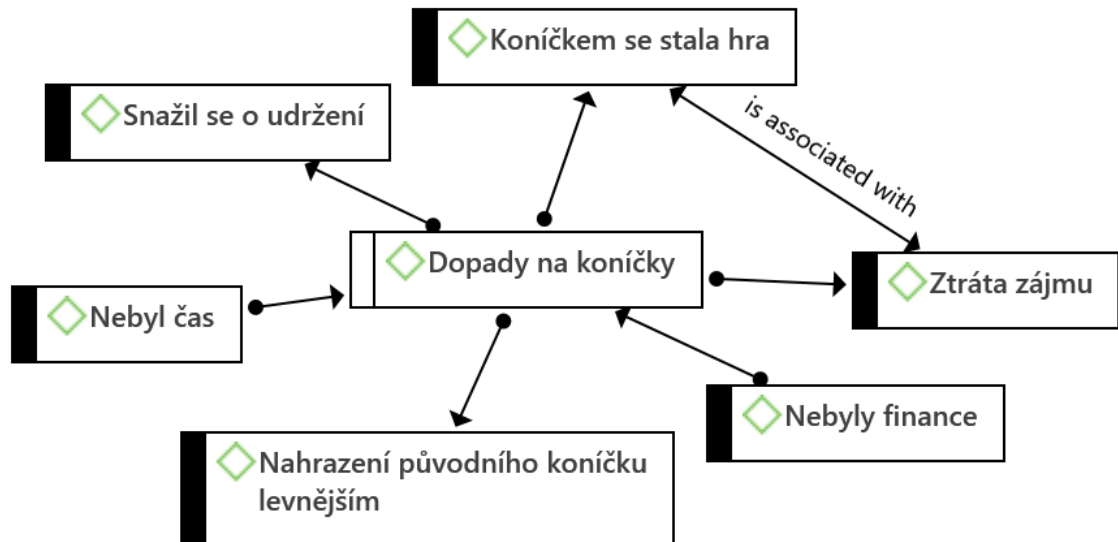 Koníčkem se stala hra
Snažil se o udržení
is associated with
Dopady na koníčky
Ztráta zájmu
Nebyl čas
Nebyly finance
Nahrazení původního koníčku
levnějším